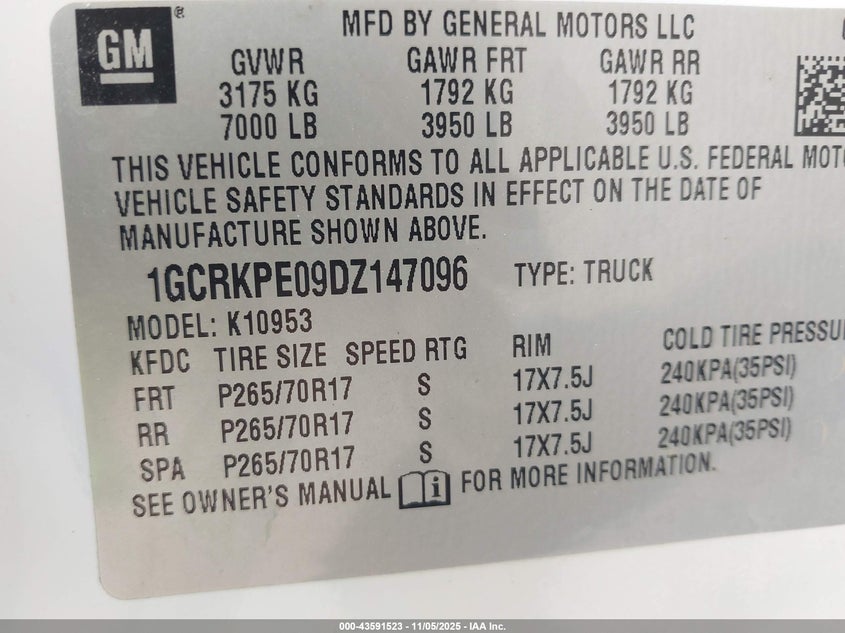 GM
®
MFD BY GENERAL MOTORS LLC
GVWR GAWR FRT GAWR RR
3175 KG 1792 KG 1792 KG
7000 LB 3950 LB 3950 LB
THIS VEHICLE CONFORMS TO ALL APPLICABLE U.S. FEDERAL MOTO
VEHICLE SAFETY STANDARDS IN EFFECT ON THE DATE OF
MANUFACTURE SHOWN ABOVE.
1GCRKPE09DZ147096 TYPE: TRUCK
MODEL: K10953
KFDC TIRE SIZE SPEED RTG RIM COLD TIRE PRESSU
FRT P265/70R17 S 17X7.5J 240KPA(35PSI)
RR P265/70R17 S 17X7.5J 240KPA(35PSI)
SPA P265/70R17 S 17X7.5J 240KPA(35PSI)
SEE OWNER'S MANUAL i FOR MORE INFORMATION.
000-43591523 - 11/05/2025 - IAA Inc.